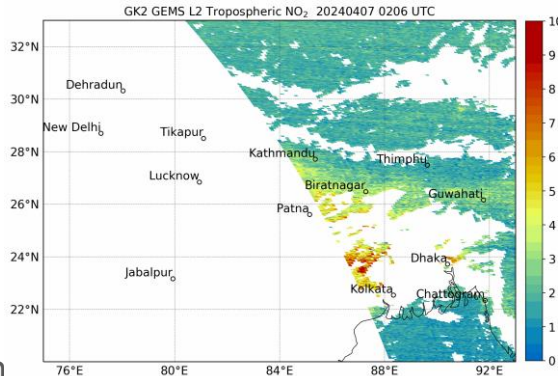 GK2 GEMS L2 Tropospheric NO₂ 20240407 0206 UTC
32°N
30°N
28°N
26°N
24°N
22°N
Dehradun
New Delhi
Tikapur
Kathmandu
Thimphu
Lucknow
Biratnagar
Guwahati
Patna
Dhaka
Jabalpur
Kolkata
Chattogram
76°E
80°E
84°E
88°E
92°E
10
9
8
7
6
5
4
3
2
1
0